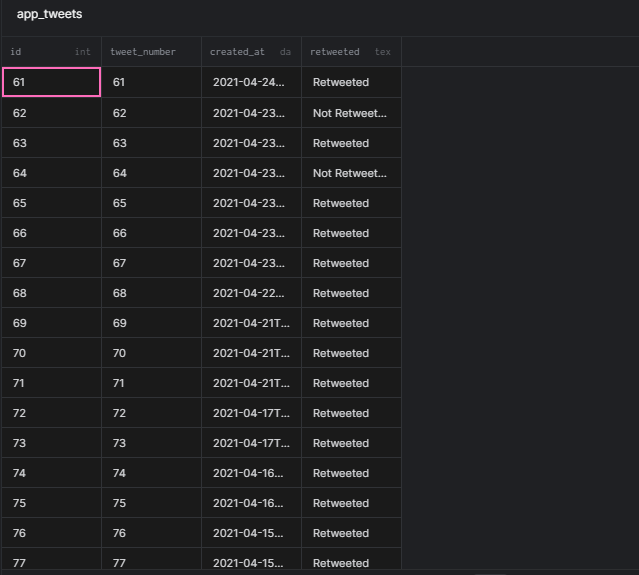 app_tweets
id int tweet_number created_at da retweeted tex
61 61 2021-04-24... Retweeted
62 62 2021-04-23... Not Retweet...
63 63 2021-04-23... Retweeted
64 64 2021-04-23... Not Retweet...
65 65 2021-04-23... Retweeted
66 66 2021-04-23... Retweeted
67 67 2021-04-23... Retweeted
68 68 2021-04-22... Retweeted
69 69 2021-04-21T... Retweeted
70 70 2021-04-21T... Retweeted
71 71 2021-04-21T... Retweeted
72 72 2021-04-17T... Retweeted
73 73 2021-04-17T... Retweeted
74 74 2021-04-16... Retweeted
75 75 2021-04-16... Retweeted
76 76 2021-04-15... Retweeted
77 77 2021-04-15... Retweeted